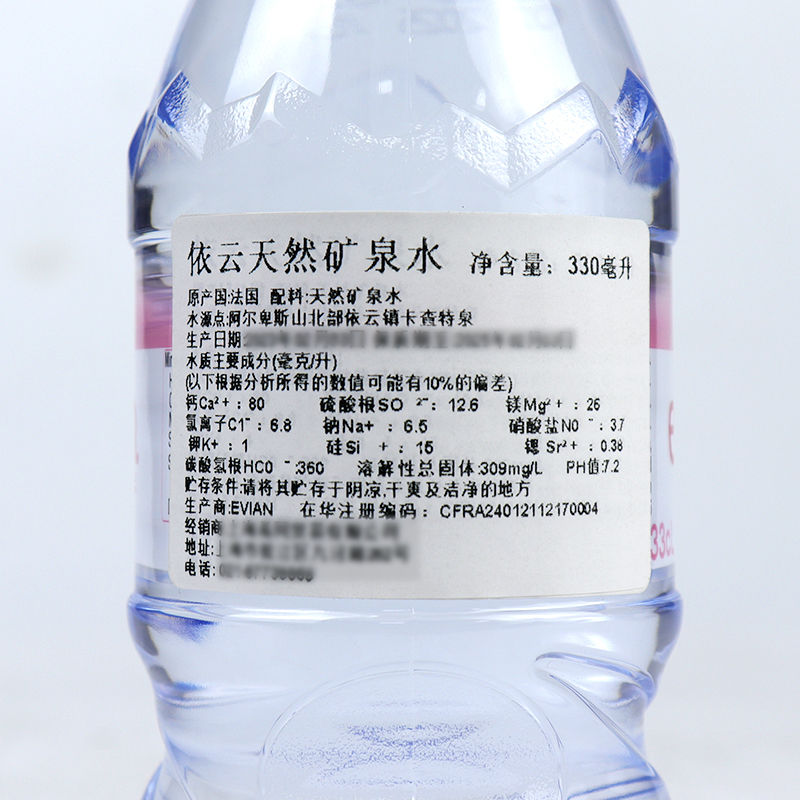 依云天然矿泉水 净含量：330毫升
原产国:法国 配料:天然矿泉水
水源点:阿尔卑斯山北部依云镇卡查特泉
生产日期:
水质主要成分(毫克/升)
(以下根据分析所得的数值可能有10%的偏差)
钙Ca²⁺：80 硫酸根SO ²⁻：12.6 镁Mg²⁺：26
氯离子C1⁻：6.8 钠Na+：6.5 硝酸盐NO ⁻：3.7
钾K+：1 硅Si +：15 锶 Sr²⁺：0.38
碳酸氢根HCO ⁻:360 溶解性总固体:309mg/L PH值:7.2
贮存条件:请将其贮存于阴凉,干爽及洁净的地方
生产商:EVIAN 在华注册编码：CFRA24012112170004
经销商
地址:
电话:
33cL